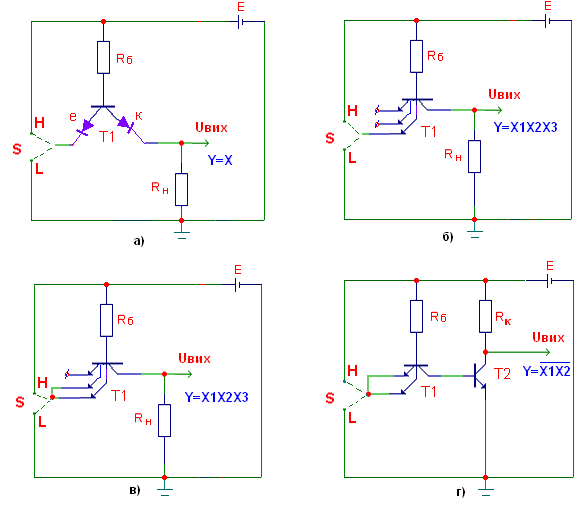 E
Rб
e
к
T1
H
S
L
Uвих
Y=X
Rн
а)
E
Rб
H
S
L
T1
Uвих
Y=X1X2X3
Rн
б)
E
Rб
H
S
L
T1
Uвих
Y=X1X2X3
Rн
в)
E
Rб
Rк
H
S
L
T1
T2
Uвих
Y=X1X2
г)